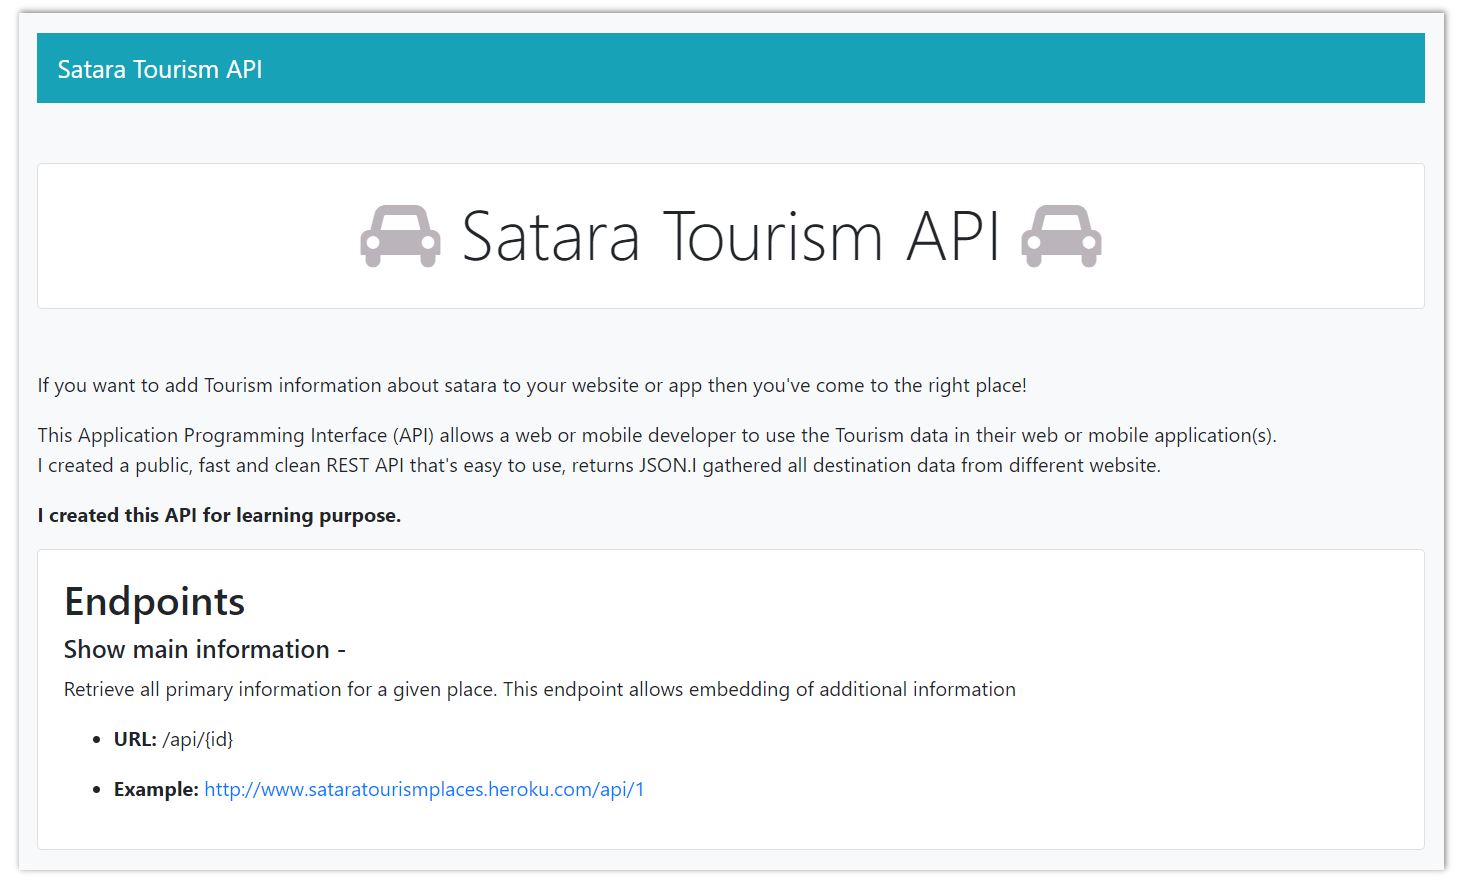 Satara Tourism API
Satara Tourism API
If you want to add Tourism information about satara to your website or app then you've come to the right place!
This Application Programming Interface (API) allows a web or mobile developer to use the Tourism data in their web or mobile application(s).
I created a public, fast and clean REST API that's easy to use, returns JSON.I gathered all destination data from different website.
I created this API for learning purpose.
Endpoints
Show main information -
Retrieve all primary information for a given place. This endpoint allows embedding of additional information
• URL: /api/{id}
• Example: http://www.sataratourismplaces.heroku.com/api/1